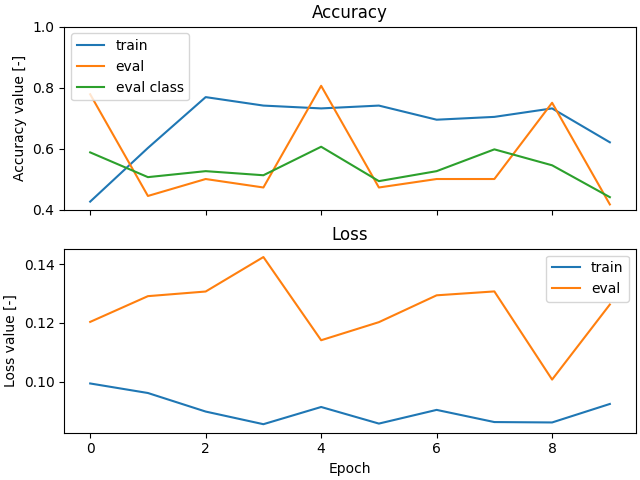 Accuracy
1.0
0.8
0.6
0.4
Accuracy value [-]
train
eval
eval class
Loss
0.14
0.12
0.10
Loss value [-]
train
eval
0 2 4 6 8
Epoch